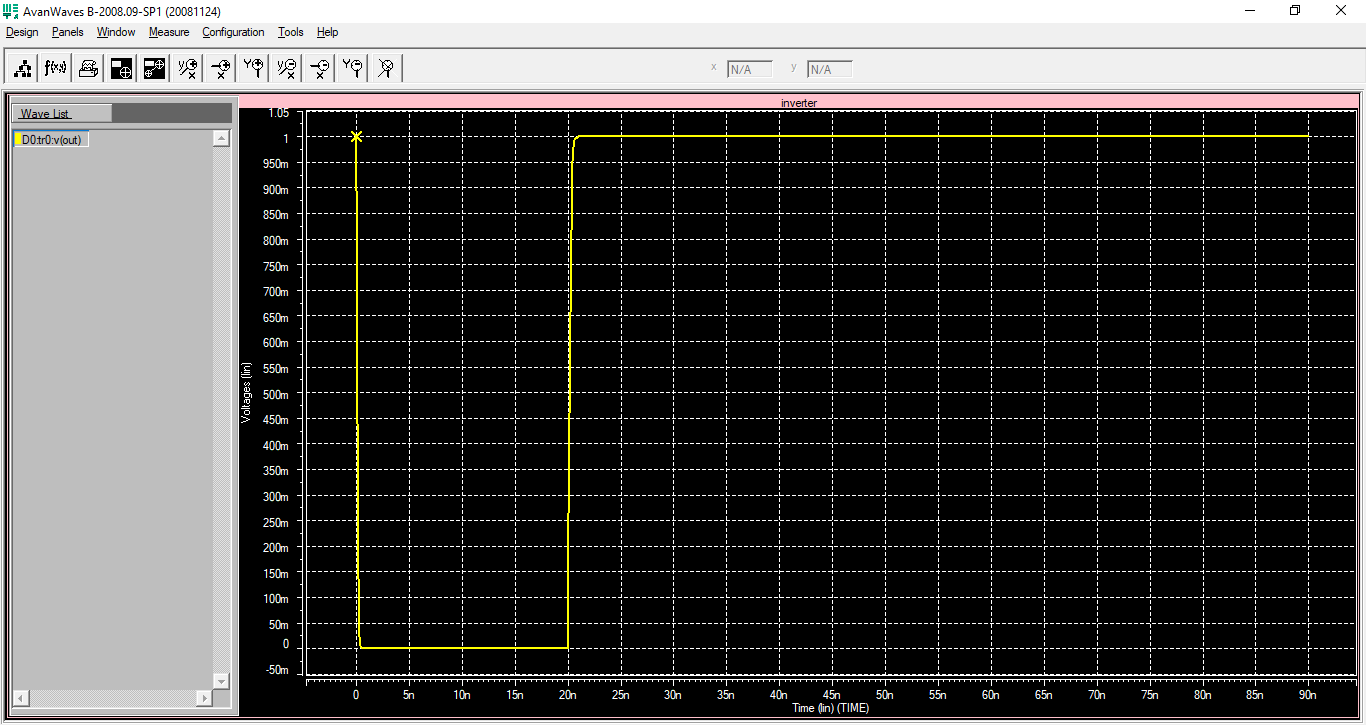 AvanWaves B-2008.09-SP1 (20081124)
Design Panels Window Measure Configuration Tools Help
f(x) x N/A y N/A
Wave List
D0:tr0:v(out)
inverter
1.05
1
950m
900m
850m
800m
750m
700m
650m
600m
550m
500m
450m
400m
350m
300m
250m
200m
150m
100m
50m
0
-50m
Voltages (lin)
0 5n 10n 15n 20n 25n 30n 35n 40n 45n 50n 55n 60n 65n 70n 75n 80n 85n 90n
Time (lin) (TIME)